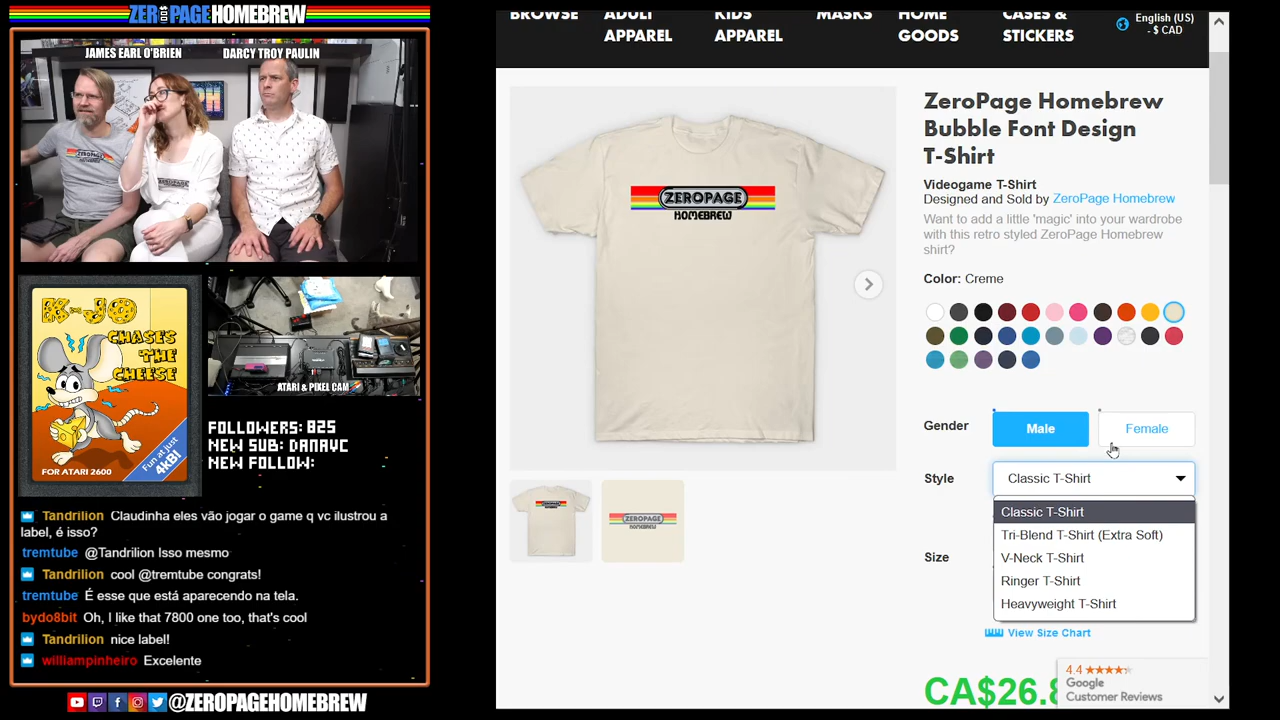 ZEROPAGE HOMEBREW
JAMES EARL O'BRIEN
DARCY TROY PAULIN
K-JO
CHASES
THE
CHEESE
FOR ATARI 2600
Fun at just
4kB!
ATARI & PIXEL CAM
FOLLOWERS: 825
NEW SUB: DANAVC
NEW FOLLOW:
Tandrilion Claudinha eles vão jogar o game q vc ilustrou a
label, é isso?
tremtube @Tandrilion Isso mesmo
Tandrilion cool @tremtube congrats!
tremtube É esse que está aparecendo na tela.
bydo8bit Oh, I like that 7800 one too, that's cool
Tandrilion nice label!
williampinheiro Excelente
@ZEROPAGEHOMEBREW
BROWSE
ADULT
APPAREL
KIDS
APPAREL
MASKS
HOME
GOODS
CASES &
STICKERS
English (US)
- $ CAD
ZEROPAGE
HOMEBREW
ZeroPage Homebrew
Bubble Font Design
T-Shirt
Videogame T-Shirt
Designed and Sold by ZeroPage Homebrew
Want to add a little 'magic' into your wardrobe
with this retro styled ZeroPage Homebrew
shirt?
Color: Creme
Gender
Male
Female
Style
Classic T-Shirt
Classic T-Shirt
Tri-Blend T-Shirt (Extra Soft)
V-Neck T-Shirt
Ringer T-Shirt
Heavyweight T-Shirt
Size
View Size Chart
CA$26.8
4.4
Google
Customer Reviews